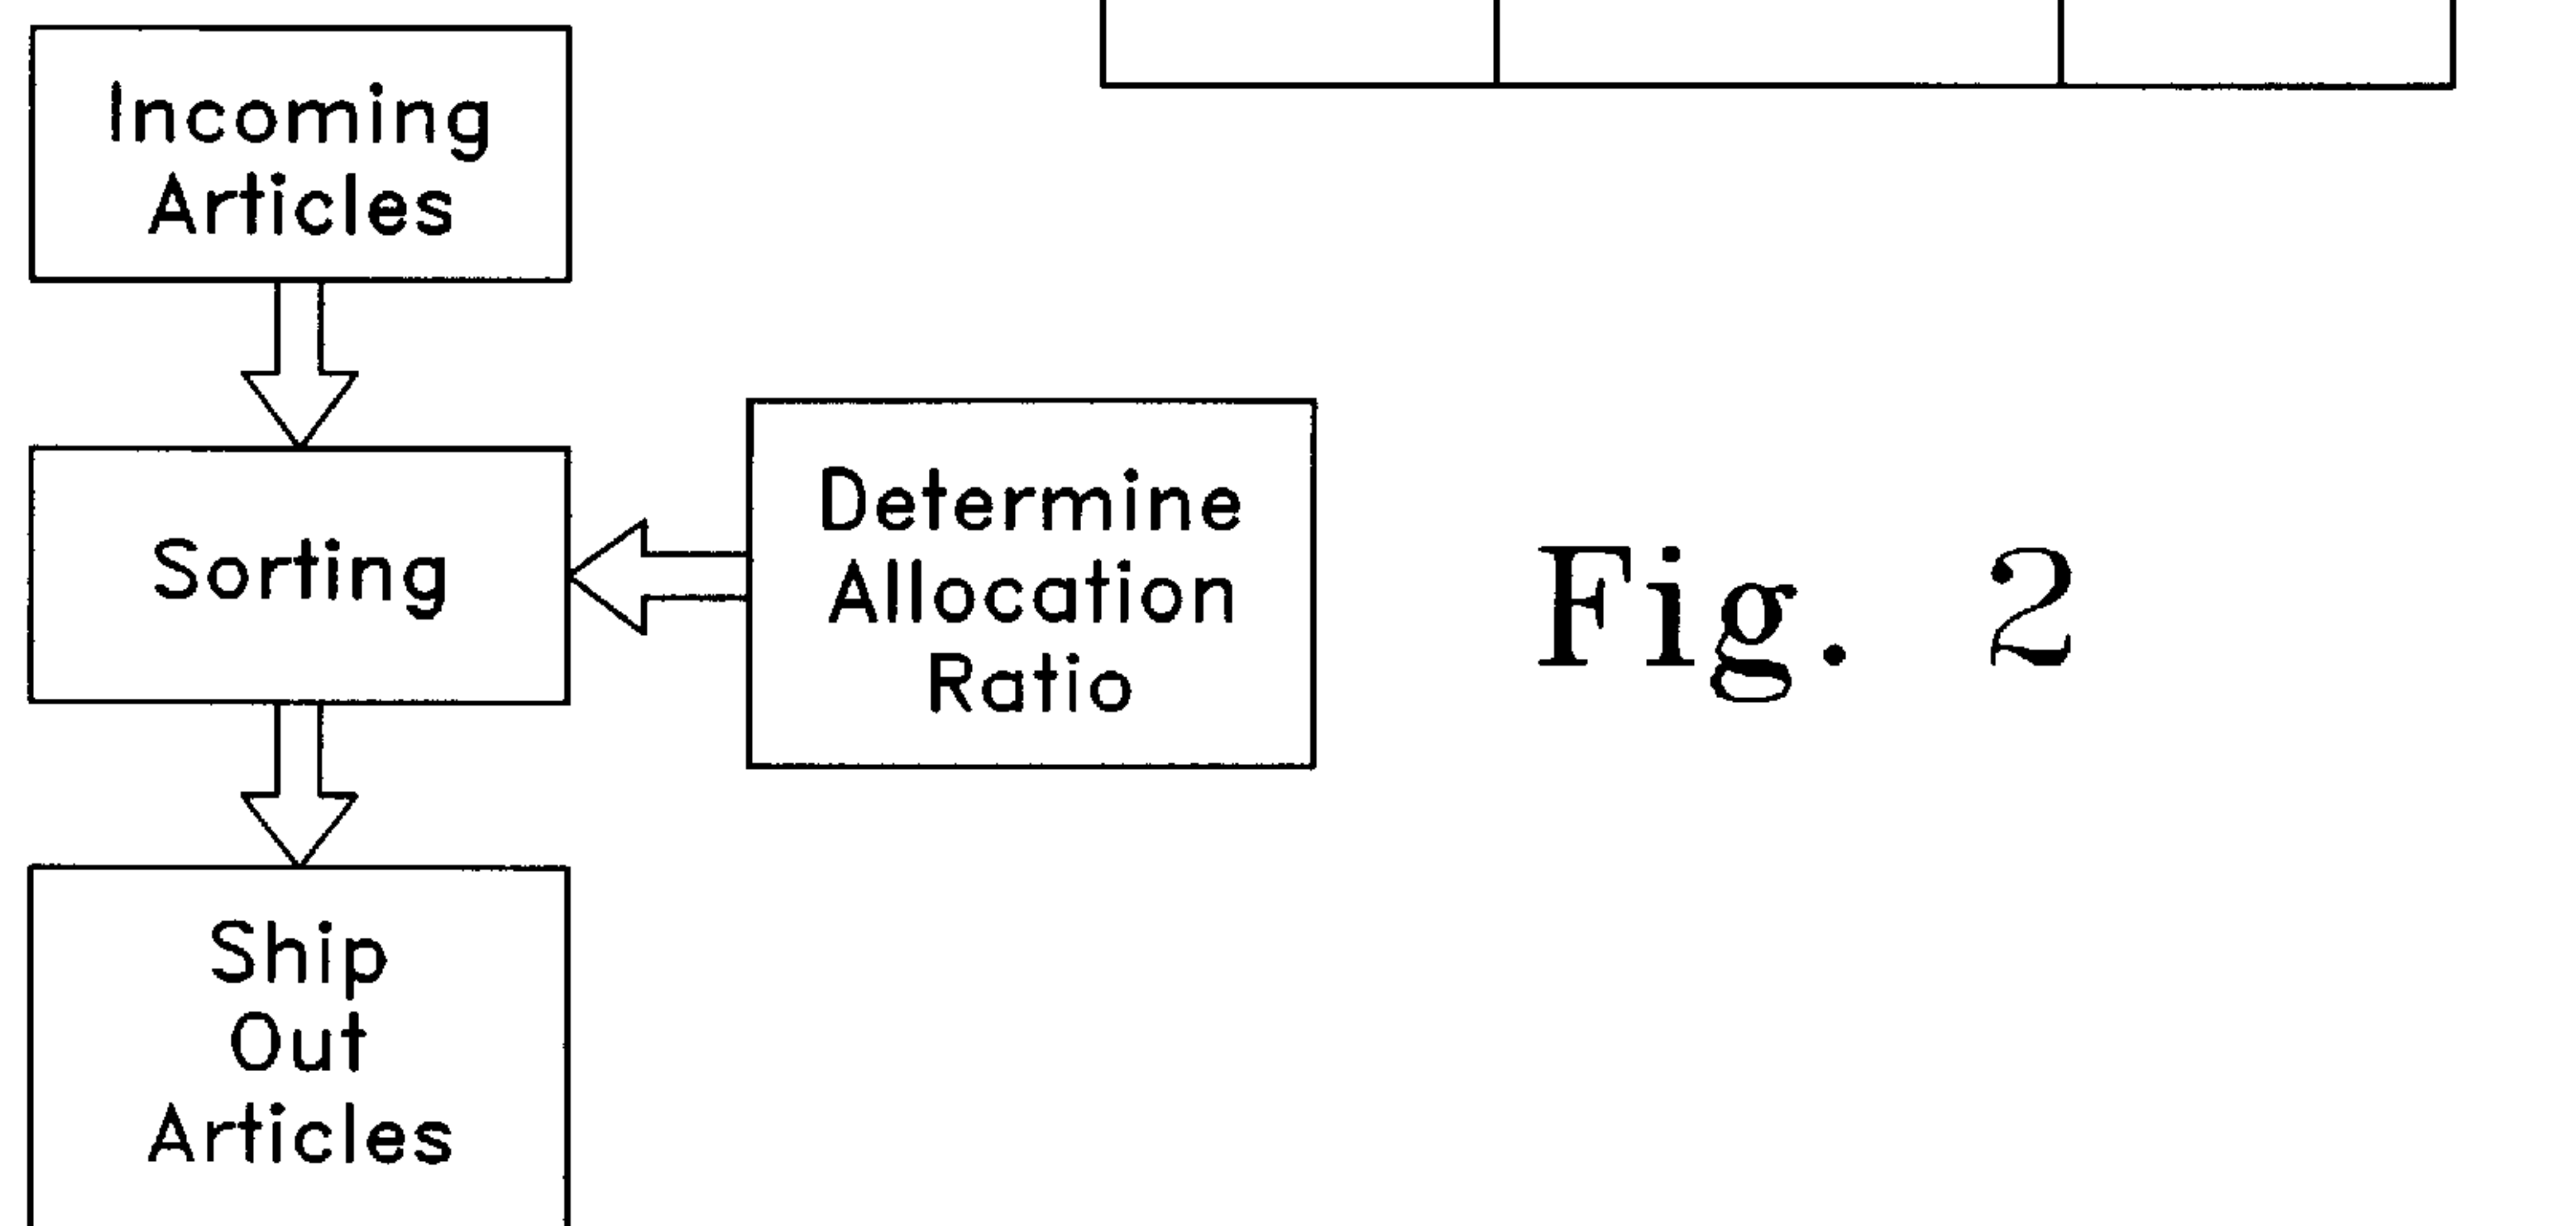 Incoming
Articles
Sorting
Determine
Allocation
Ratio
Fig. 2
Ship
Out
Articles